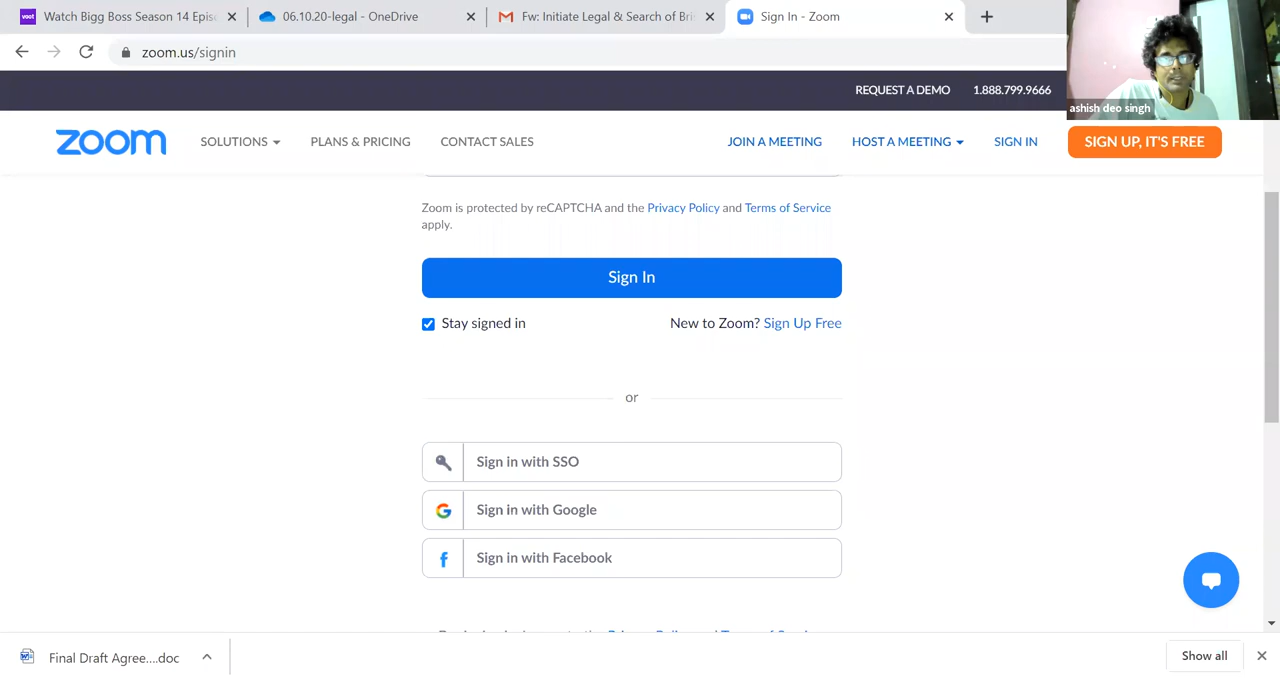 voot Watch Bigg Boss Season 14 Epis
06.10.20-legal - OneDrive
Fw: Initiate Legal & Search of Bri
Sign In - Zoom
zoom.us/signin
REQUEST A DEMO 1.888.799.9666
ashish deo singh
zoom SOLUTIONS PLANS & PRICING CONTACT SALES JOIN A MEETING HOST A MEETING SIGN IN SIGN UP, IT'S FREE
Zoom is protected by reCAPTCHA and the Privacy Policy and Terms of Service
apply.
Sign In
Stay signed in New to Zoom? Sign Up Free
or
Sign in with SSO
Sign in with Google
Sign in with Facebook
Final Draft Agree....doc
Show all